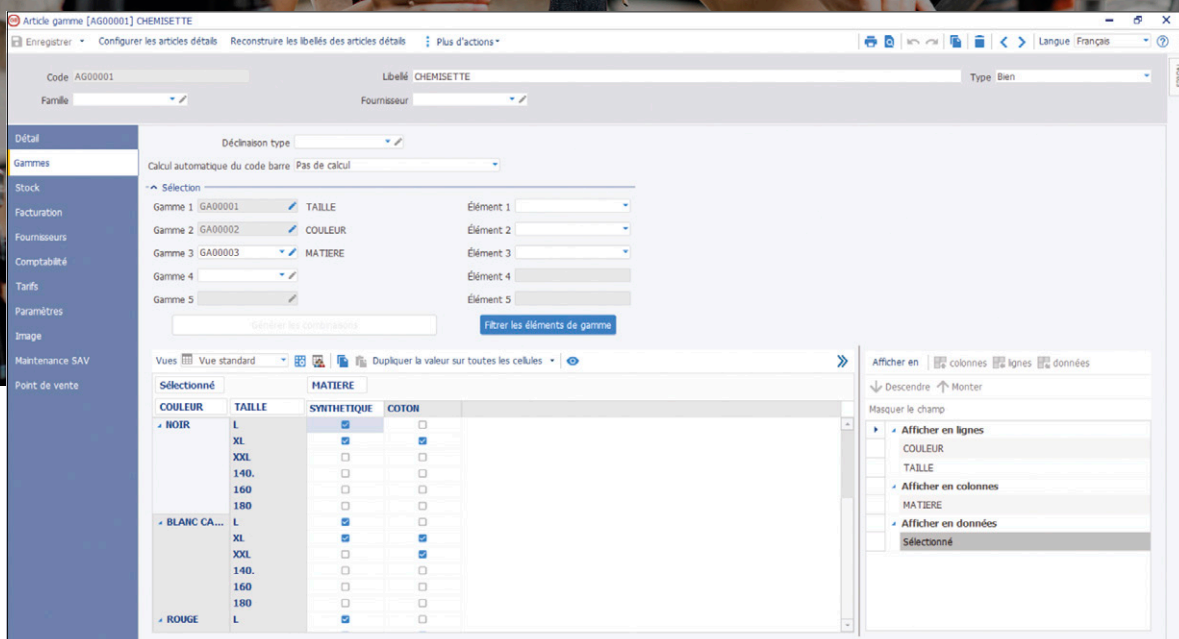 Article gamme [AG00001] CHEMISETTE
Enregistrer Configurer les articles détails Reconstruire les libellés des articles détails Plus d'actions Langue Français
Code AG00001 Libellé CHEMISETTE Type Bien
Famille Fournisseur
Détail
Gammes
Stock
Facturation
Fournisseurs
Comptabilité
Tarifs
Paramètres
Image
Maintenance SAV
Point de vente
Déclinaison type
Calcul automatique du code barre Pas de calcul
Sélection
Gamme 1 GA00001 TAILLE Élément 1
Gamme 2 GA00002 COULEUR Élément 2
Gamme 3 GA00003 MATIERE Élément 3
Gamme 4 Élément 4
Gamme 5 Élément 5
Générer les combinaisons Filtrer les éléments de gamme
Vues Vue standard Dupliquer la valeur sur toutes les cellules
Sélectionné MATIERE
COULEUR TAILLE SYNTHETIQUE COTON
NOIR L
XL
XXL
140.
160
180
BLANC CA... L
XL
XXL
140.
160
180
ROUGE L
Afficher en colonnes lignes données
Descendre Monter
Masquer le champ
Afficher en lignes
COULEUR
TAILLE
Afficher en colonnes
MATIERE
Afficher en données
Sélectionné